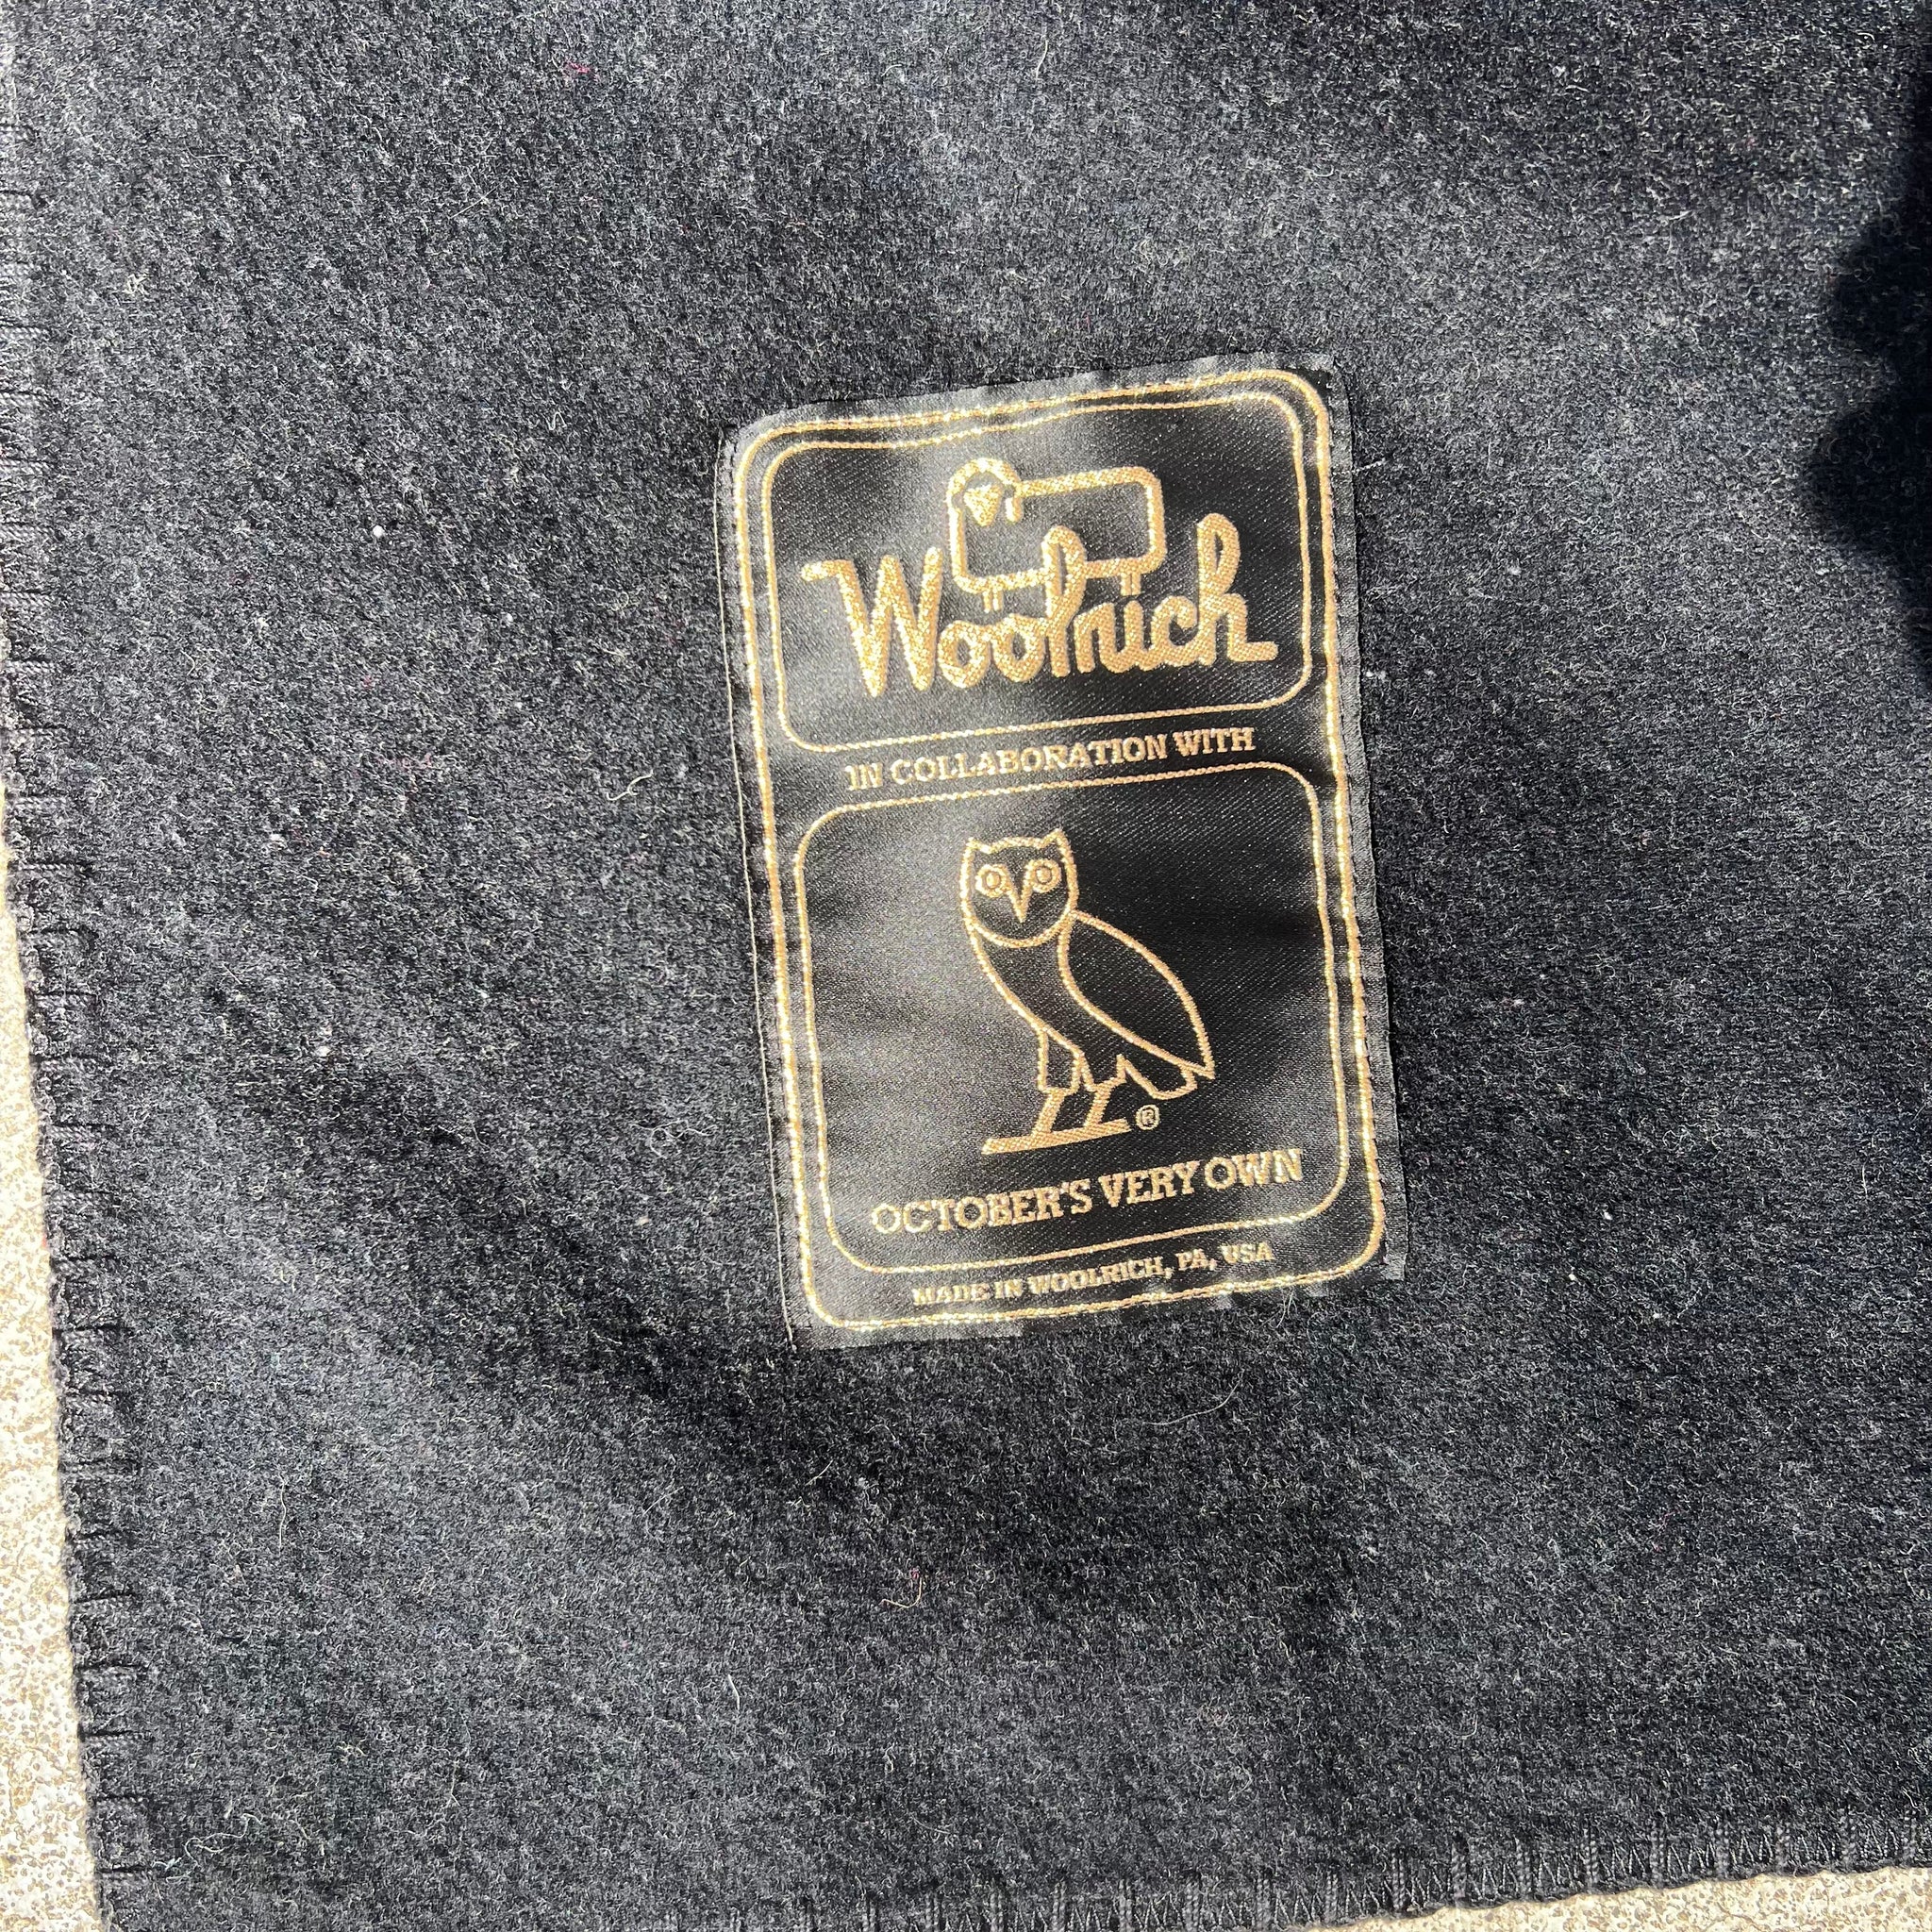 Woolrich
IN COLLABORATION WITH
®
OCTOBER'S VERY OWN
MADE IN WOOLRICH, PA, USA